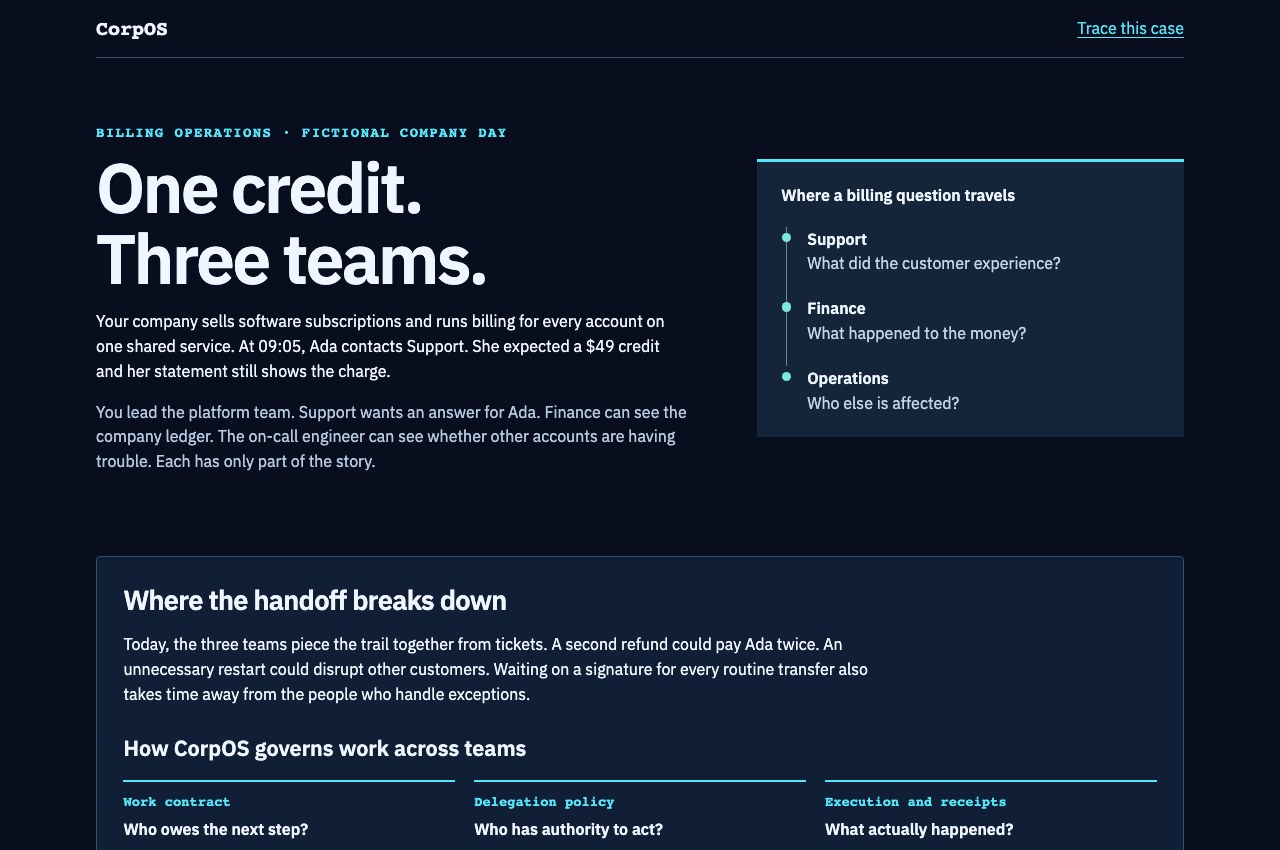 CorpOS
Trace this case
BILLING OPERATIONS · FICTIONAL COMPANY DAY
One credit.
Three teams.
Your company sells software subscriptions and runs billing for every account on
one shared service. At 09:05, Ada contacts Support. She expected a $49 credit
and her statement still shows the charge.
You lead the platform team. Support wants an answer for Ada. Finance can see the
company ledger. The on-call engineer can see whether other accounts are having
trouble. Each has only part of the story.
Where a billing question travels
Support
What did the customer experience?
Finance
What happened to the money?
Operations
Who else is affected?
Where the handoff breaks down
Today, the three teams piece the trail together from tickets. A second refund could pay Ada twice. An
unnecessary restart could disrupt other customers. Waiting on a signature for every routine transfer also
takes time away from the people who handle exceptions.
How CorpOS governs work across teams
Work contract
Who owes the next step?
Delegation policy
Who has authority to act?
Execution and receipts
What actually happened?